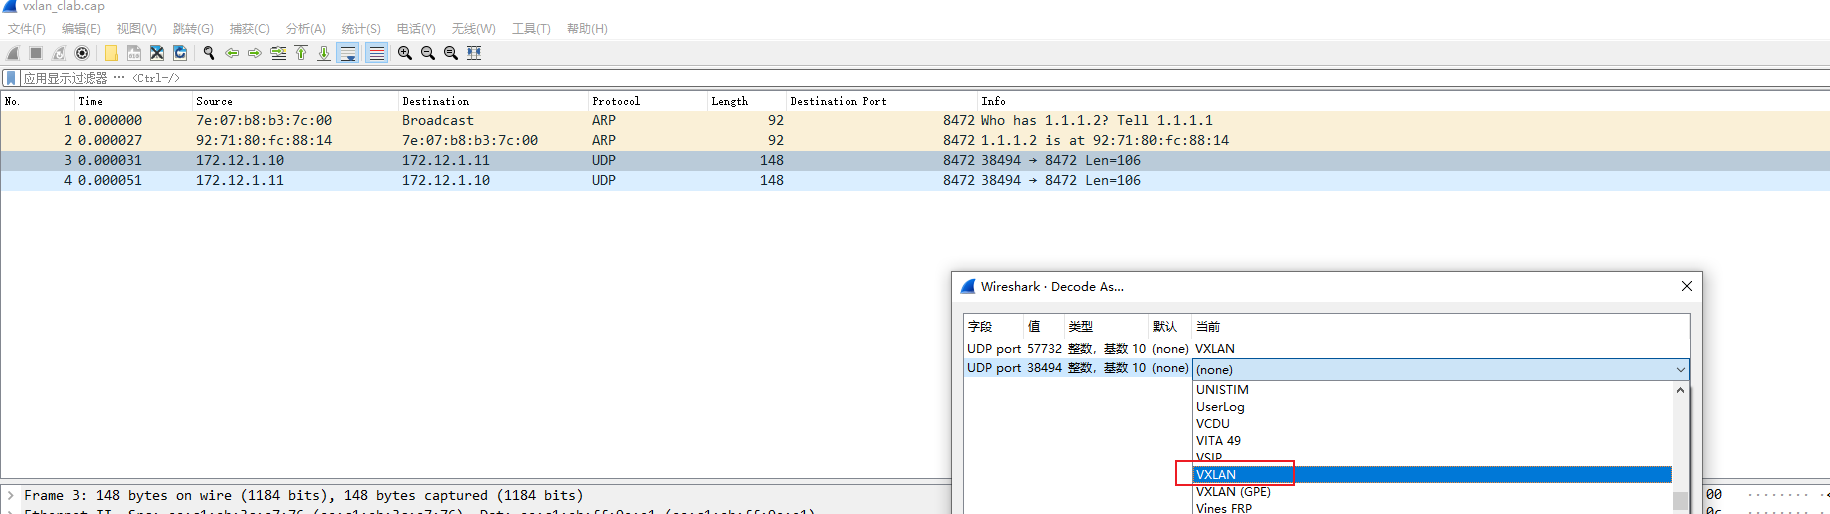 vxlan_clab.cap
文件(F) 编辑(E) 视图(V) 跳转(G) 捕获(C) 分析(A) 统计(S) 电话(Y) 无线(W) 工具(T) 帮助(H)
应用显示过滤器 … <Ctrl-/>
No. Time Source Destination Protocol Length Destination Port Info
1 0.000000 7e:07:b8:b3:7c:00 Broadcast ARP 92 8472 Who has 1.1.1.2? Tell 1.1.1.1
2 0.000027 92:71:80:fc:88:14 7e:07:b8:b3:7c:00 ARP 92 8472 1.1.1.2 is at 92:71:80:fc:88:14
3 0.000031 172.12.1.10 172.12.1.11 UDP 148 8472 38494 → 8472 Len=106
4 0.000051 172.12.1.11 172.12.1.10 UDP 148 8472 38494 → 8472 Len=106
Wireshark · Decode As...
字段 值 类型 默认 当前
UDP port 57732 整数，基数 10 (none) VXLAN
UDP port 38494 整数，基数 10 (none) (none)
UNISTIM
UserLog
VCDU
VITA 49
VSIP
VXLAN
VXLAN (GPE)
Vines FRP
Frame 3: 148 bytes on wire (1184 bits), 148 bytes captured (1184 bits)
00